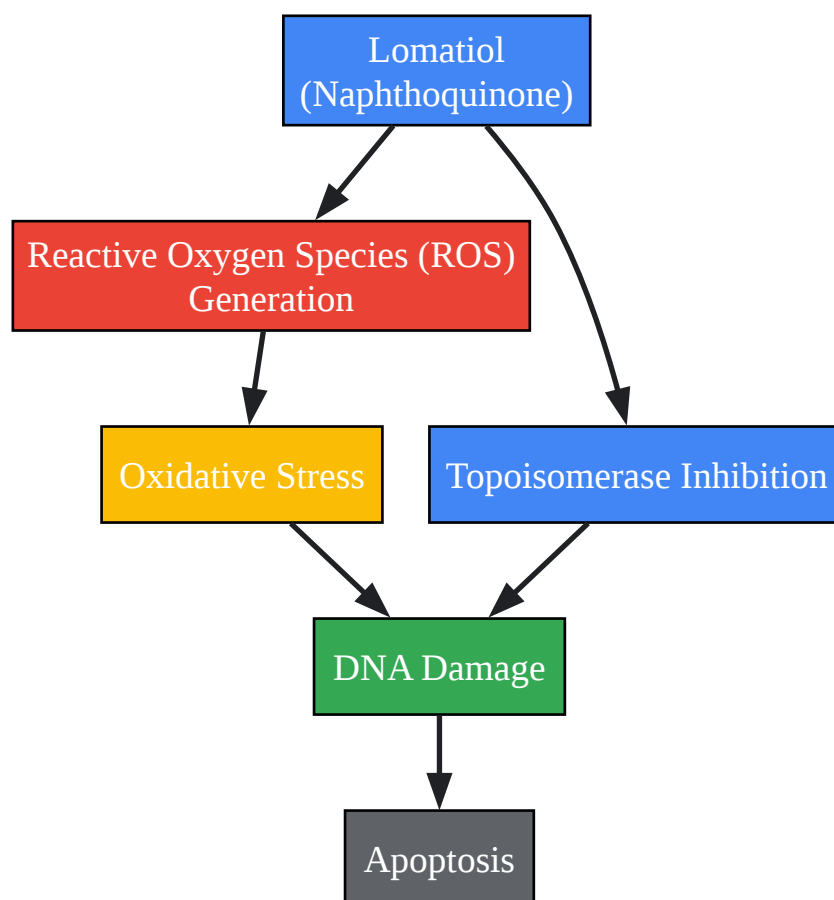 Lomatiol
(Naphthoquinone)
Reactive Oxygen Species (ROS)
Generation
Oxidative Stress
Topoisomerase Inhibition
DNA Damage
Apoptosis